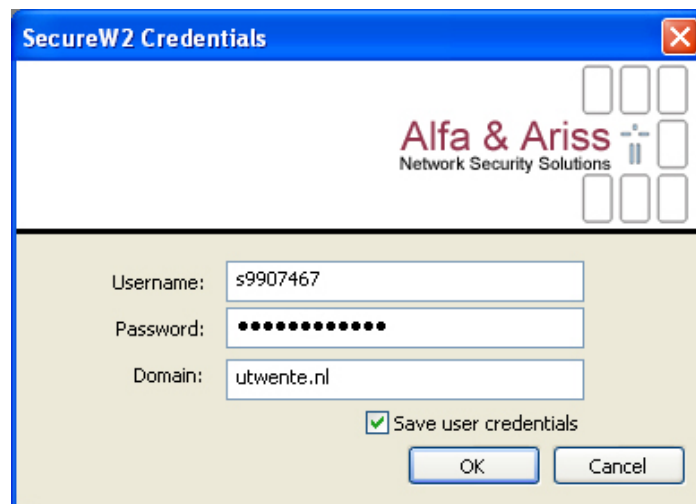 SecureW2 Credentials
Alfa & Ariss
Network Security Solutions
Username: s9907467
Password: ●●●●●●●●●●●●
Domain: utwente.nl
Save user credentials
OK Cancel